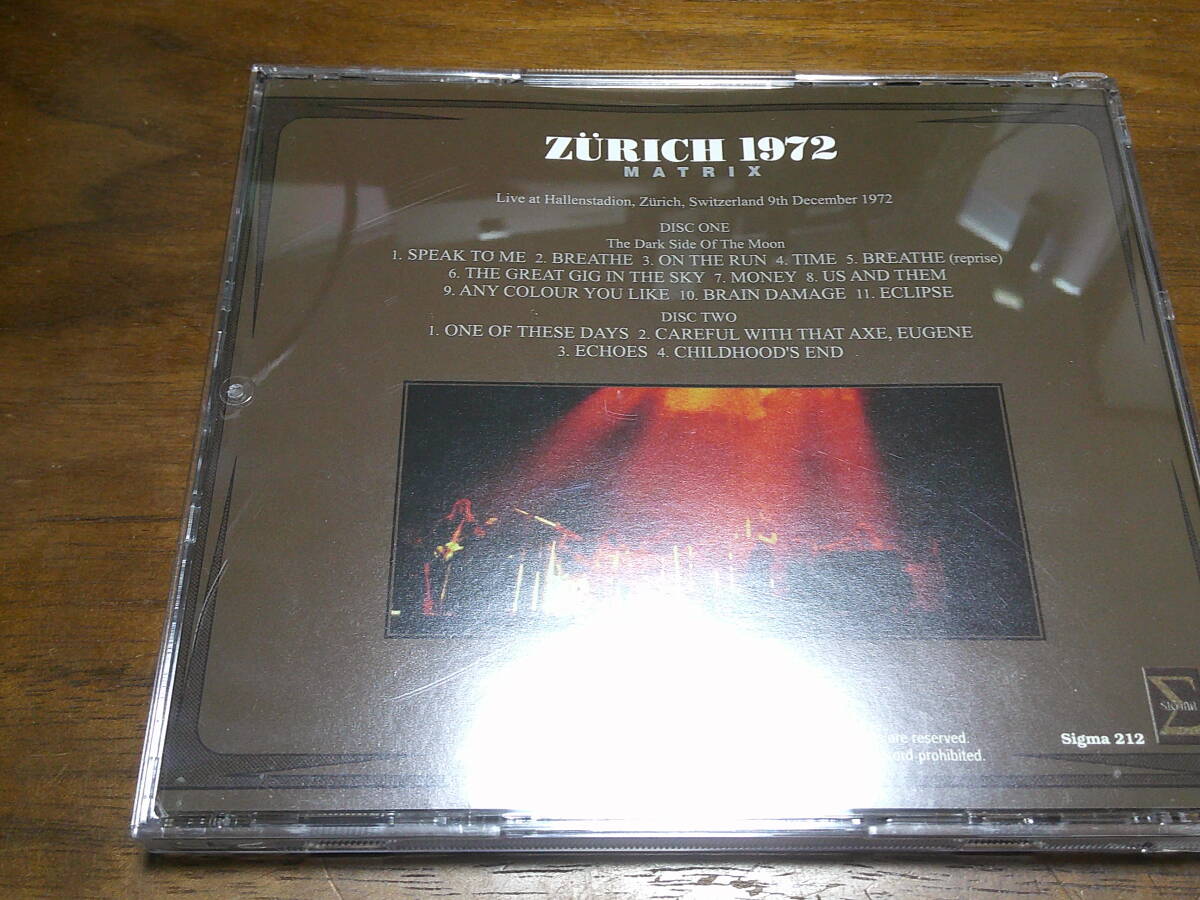 ZÜRICH 1972
MATRIX
Live at Hallenstadion, Zürich, Switzerland 9th December 1972
DISC ONE
The Dark Side Of The Moon
1. SPEAK TO ME 2. BREATHE 3. ON THE RUN 4. TIME 5. BREATHE (reprise)
6. THE GREAT GIG IN THE SKY 7. MONEY 8. US AND THEM
9. ANY COLOUR YOU LIKE 10. BRAIN DAMAGE 11. ECLIPSE
DISC TWO
1. ONE OF THESE DAYS 2. CAREFUL WITH THAT AXE, EUGENE
3. ECHOES 4. CHILDHOOD'S END
are reserved.
prohibited.
Sigma 212
Σ